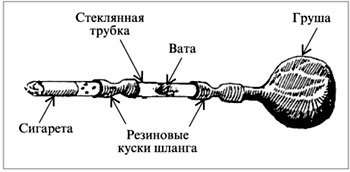 Стеклянная
трубка
Вата
Груша
Сигарета
Резиновые
куски шланга